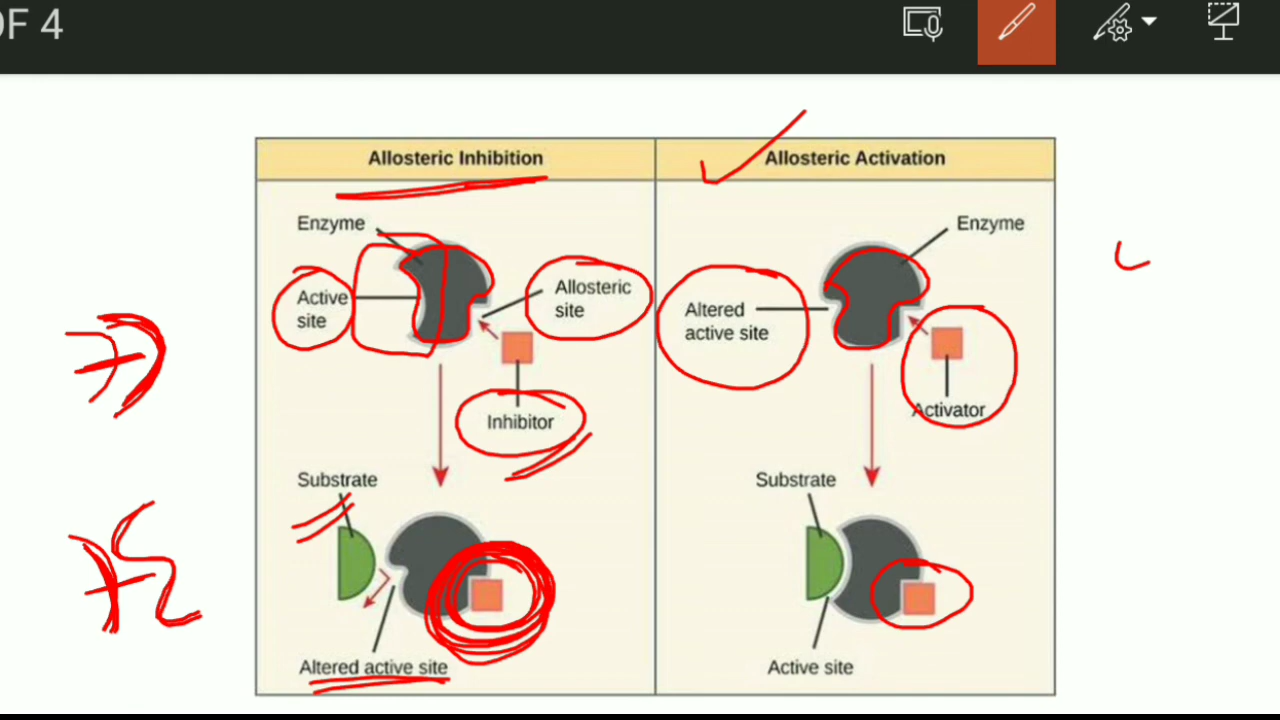 OF 4
Allosteric Inhibition
Allosteric Activation
Enzyme
Active
site
Allosteric
site
Inhibitor
Substrate
Altered active site
Enzyme
Altered
active site
Activator
Substrate
Active site